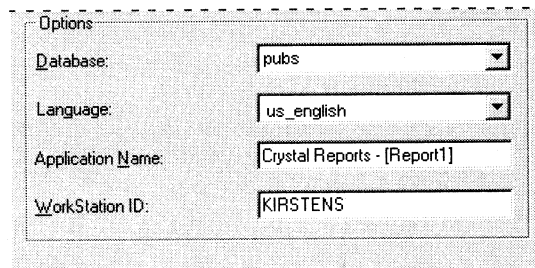 Options
Database: pubs
Language: us_english
Application Name: Crystal Reports - [Report1]
WorkStation ID: KIRSTENS